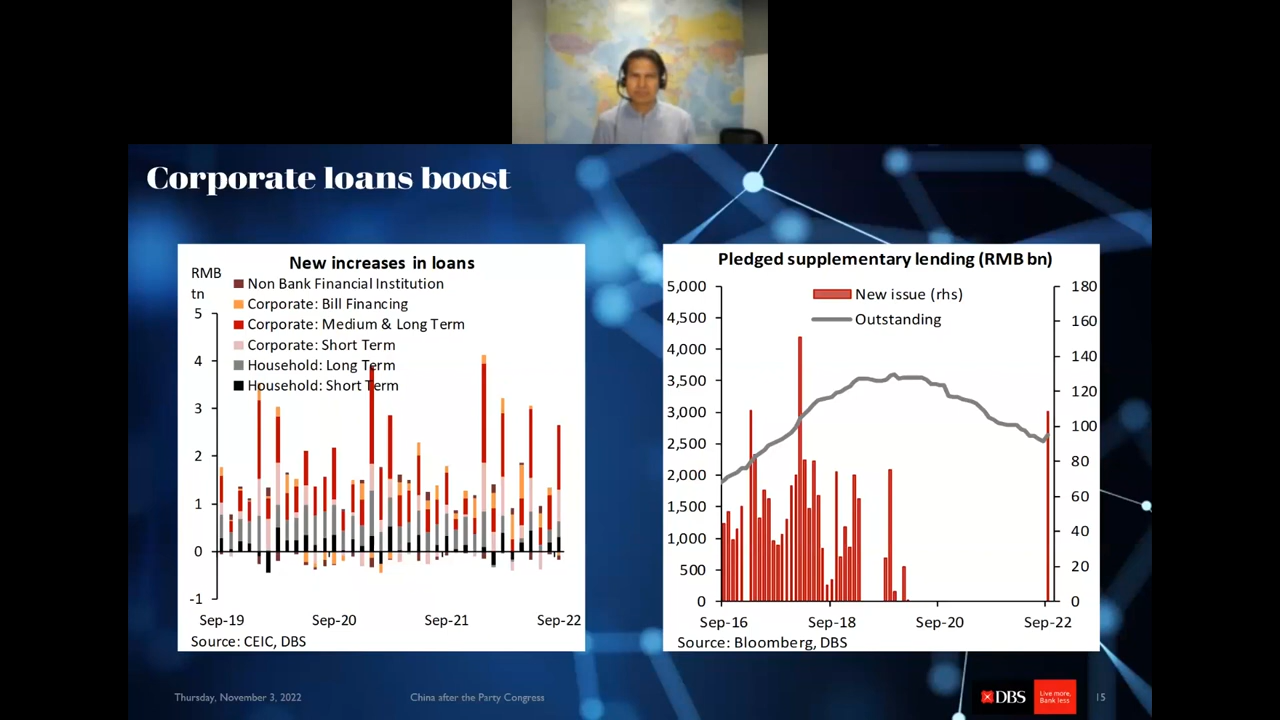 Corporate loans boost
New increases in loans
RMB
tn
Non Bank Financial Institution
Corporate: Bill Financing
Corporate: Medium & Long Term
Corporate: Short Term
Household: Long Term
Household: Short Term
5
4
3
2
1
0
-1
Sep-19 Sep-20 Sep-21 Sep-22
Source: CEIC, DBS
Pledged supplementary lending (RMB bn)
New issue (rhs)
Outstanding
5,000 180
4,500 160
4,000 140
3,500 120
3,000 100
2,500 80
2,000 60
1,500 40
1,000 20
500 0
0
Sep-16 Sep-18 Sep-20 Sep-22
Source: Bloomberg, DBS
Thursday, November 3, 2022 China after the Party Congress
DBS
Live more,
Bank less
15